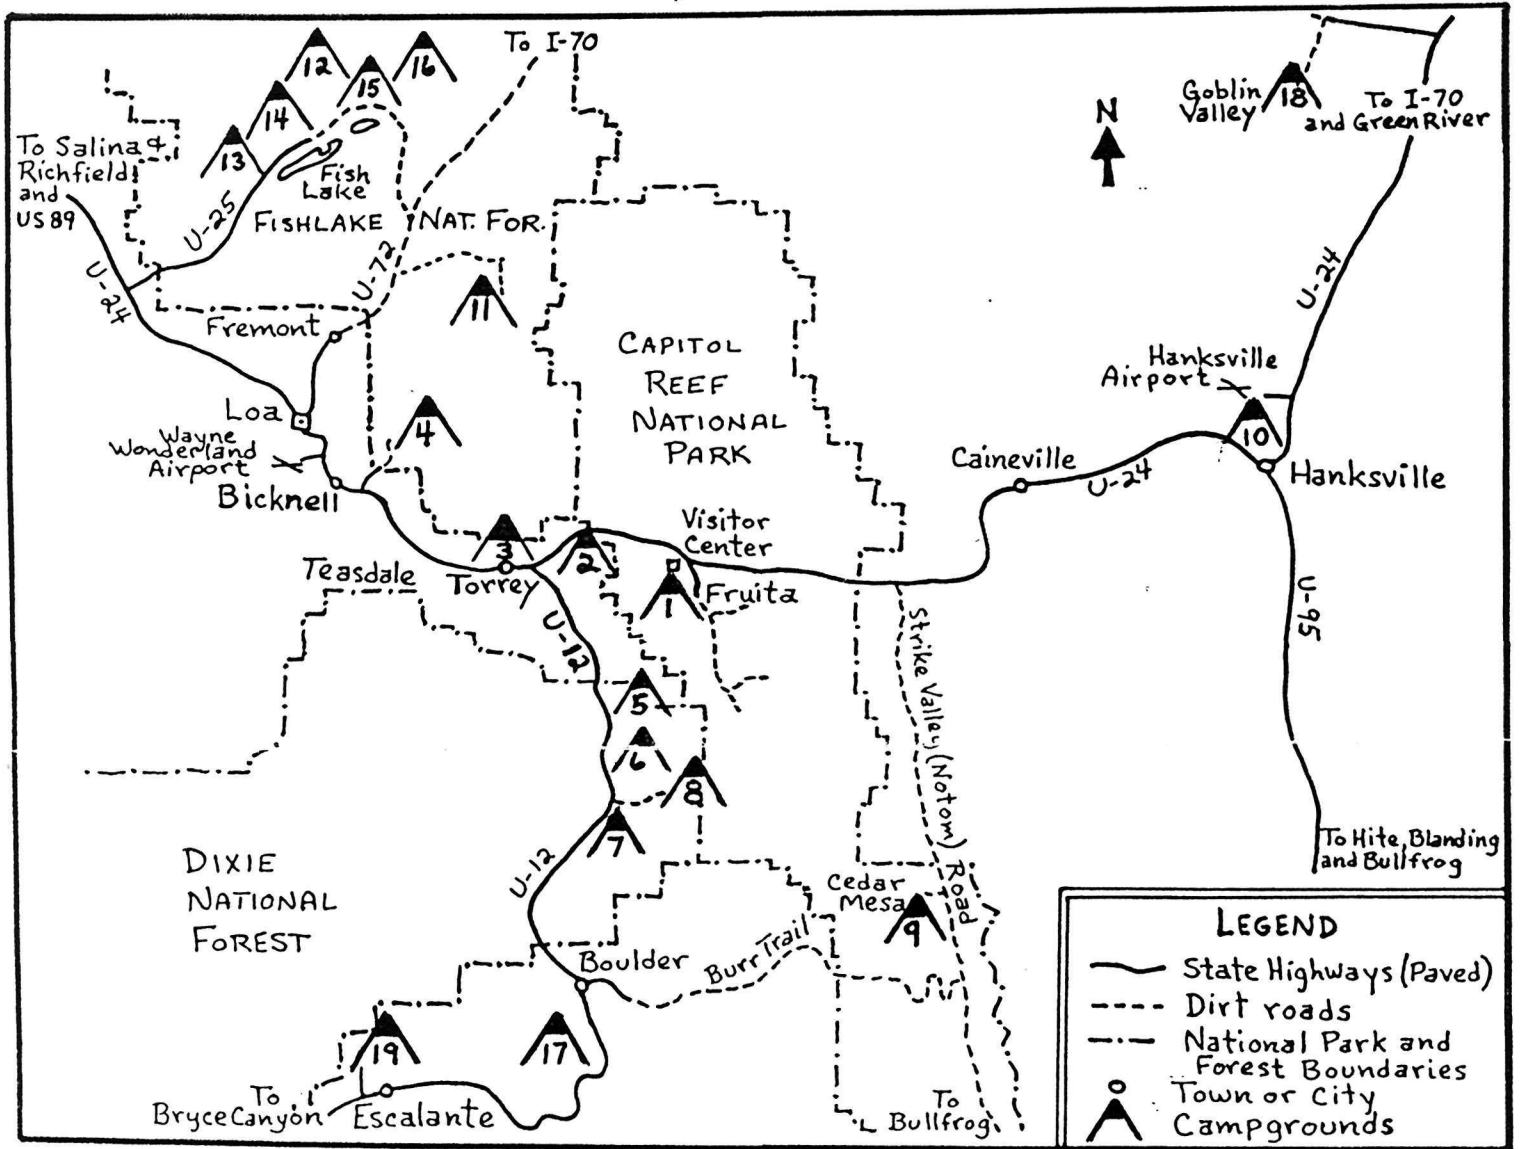 12
16
To I-70
15
14
13
To Salina &
Richfield
and
US 89
Fish
Lake
U-25
FISHLAKE NAT. FOR.
U-72
U-24
11
Fremont
Goblin
Valley
18
To I-70
and Green River
N
U-24
CAPITOL
REEF
NATIONAL
PARK
Hanksville
Airport
Loa
4
Wayne
Wonderland
Airport
Bicknell
10
Caineville
U-24
Hanksville
Visitor
Center
3
2
Teasdale
Torrey
1
Fruita
U-12
U-95
Strike Valley (Notom) Road
5
6
8
7
U-12
To Hite, Blanding
and Bullfrog
DIXIE
NATIONAL
FOREST
Cedar
Mesa
9
Boulder
Burr Trail
19
17
To
Bryce Canyon
Escalante
To
Bullfrog
LEGEND
State Highways (Paved)
Dirt roads
National Park and
Forest Boundaries
Town or City
Campgrounds